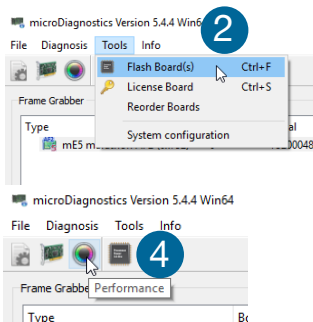 microDiagnostics Version 5.4.4 Win6
2
File Diagnosis Tools Info
Flash Board(s) Ctrl+F
License Board Ctrl+S
Reorder Boards
System configuration
Frame Grabber
Type
al
mE5 m
microDiagnostics Version 5.4.4 Win64
File Diagnosis Tools Info
4
Frame Grabbe
Performance
Type
Bo